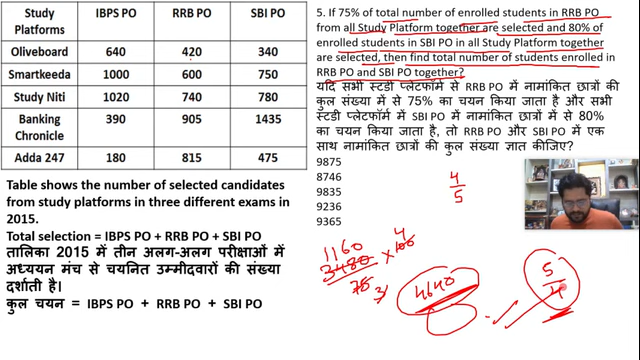 Study Platforms IBPS PO RRB PO SBI PO
Oliveboard 640 420 340
Smartkeeda 1000 600 750
Study Niti 1020 740 780
Banking Chronicle 390 905 1435
Adda 247 180 815 475
Table shows the number of selected candidates
from study platforms in three different exams in
2015.
Total selection = IBPS PO + RRB PO + SBI PO
तालिका 2015 में तीन अलग-अलग परीक्षाओं में
अध्ययन मंच से चयनित उम्मीदवारों की संख्या
दर्शाती है।
कुल चयन = IBPS PO + RRB PO + SBI PO
5. If 75% of total number of enrolled students in RRB PO
from all Study Platform together are selected and 80% of
enrolled students in SBI PO in all Study Platform together
are selected, then find total number of students enrolled in
RRB PO and SBI PO together?
यदि सभी स्टडी प्लेटफॉर्म से RRB PO में नामांकित छात्रों की
कुल संख्या में से 75% का चयन किया जाता है और सभी
स्टडी प्लेटफॉर्म में SBI PO में नामांकित छात्रों में से 80%
का चयन किया जाता है, तो RRB PO और SBI PO में एक
साथ नामांकित छात्रों की कुल संख्या ज्ञात कीजिए?
9875
8746
9835
9236
9365
4
5
1160 4
3480 × 100
75 3
4640
5
4